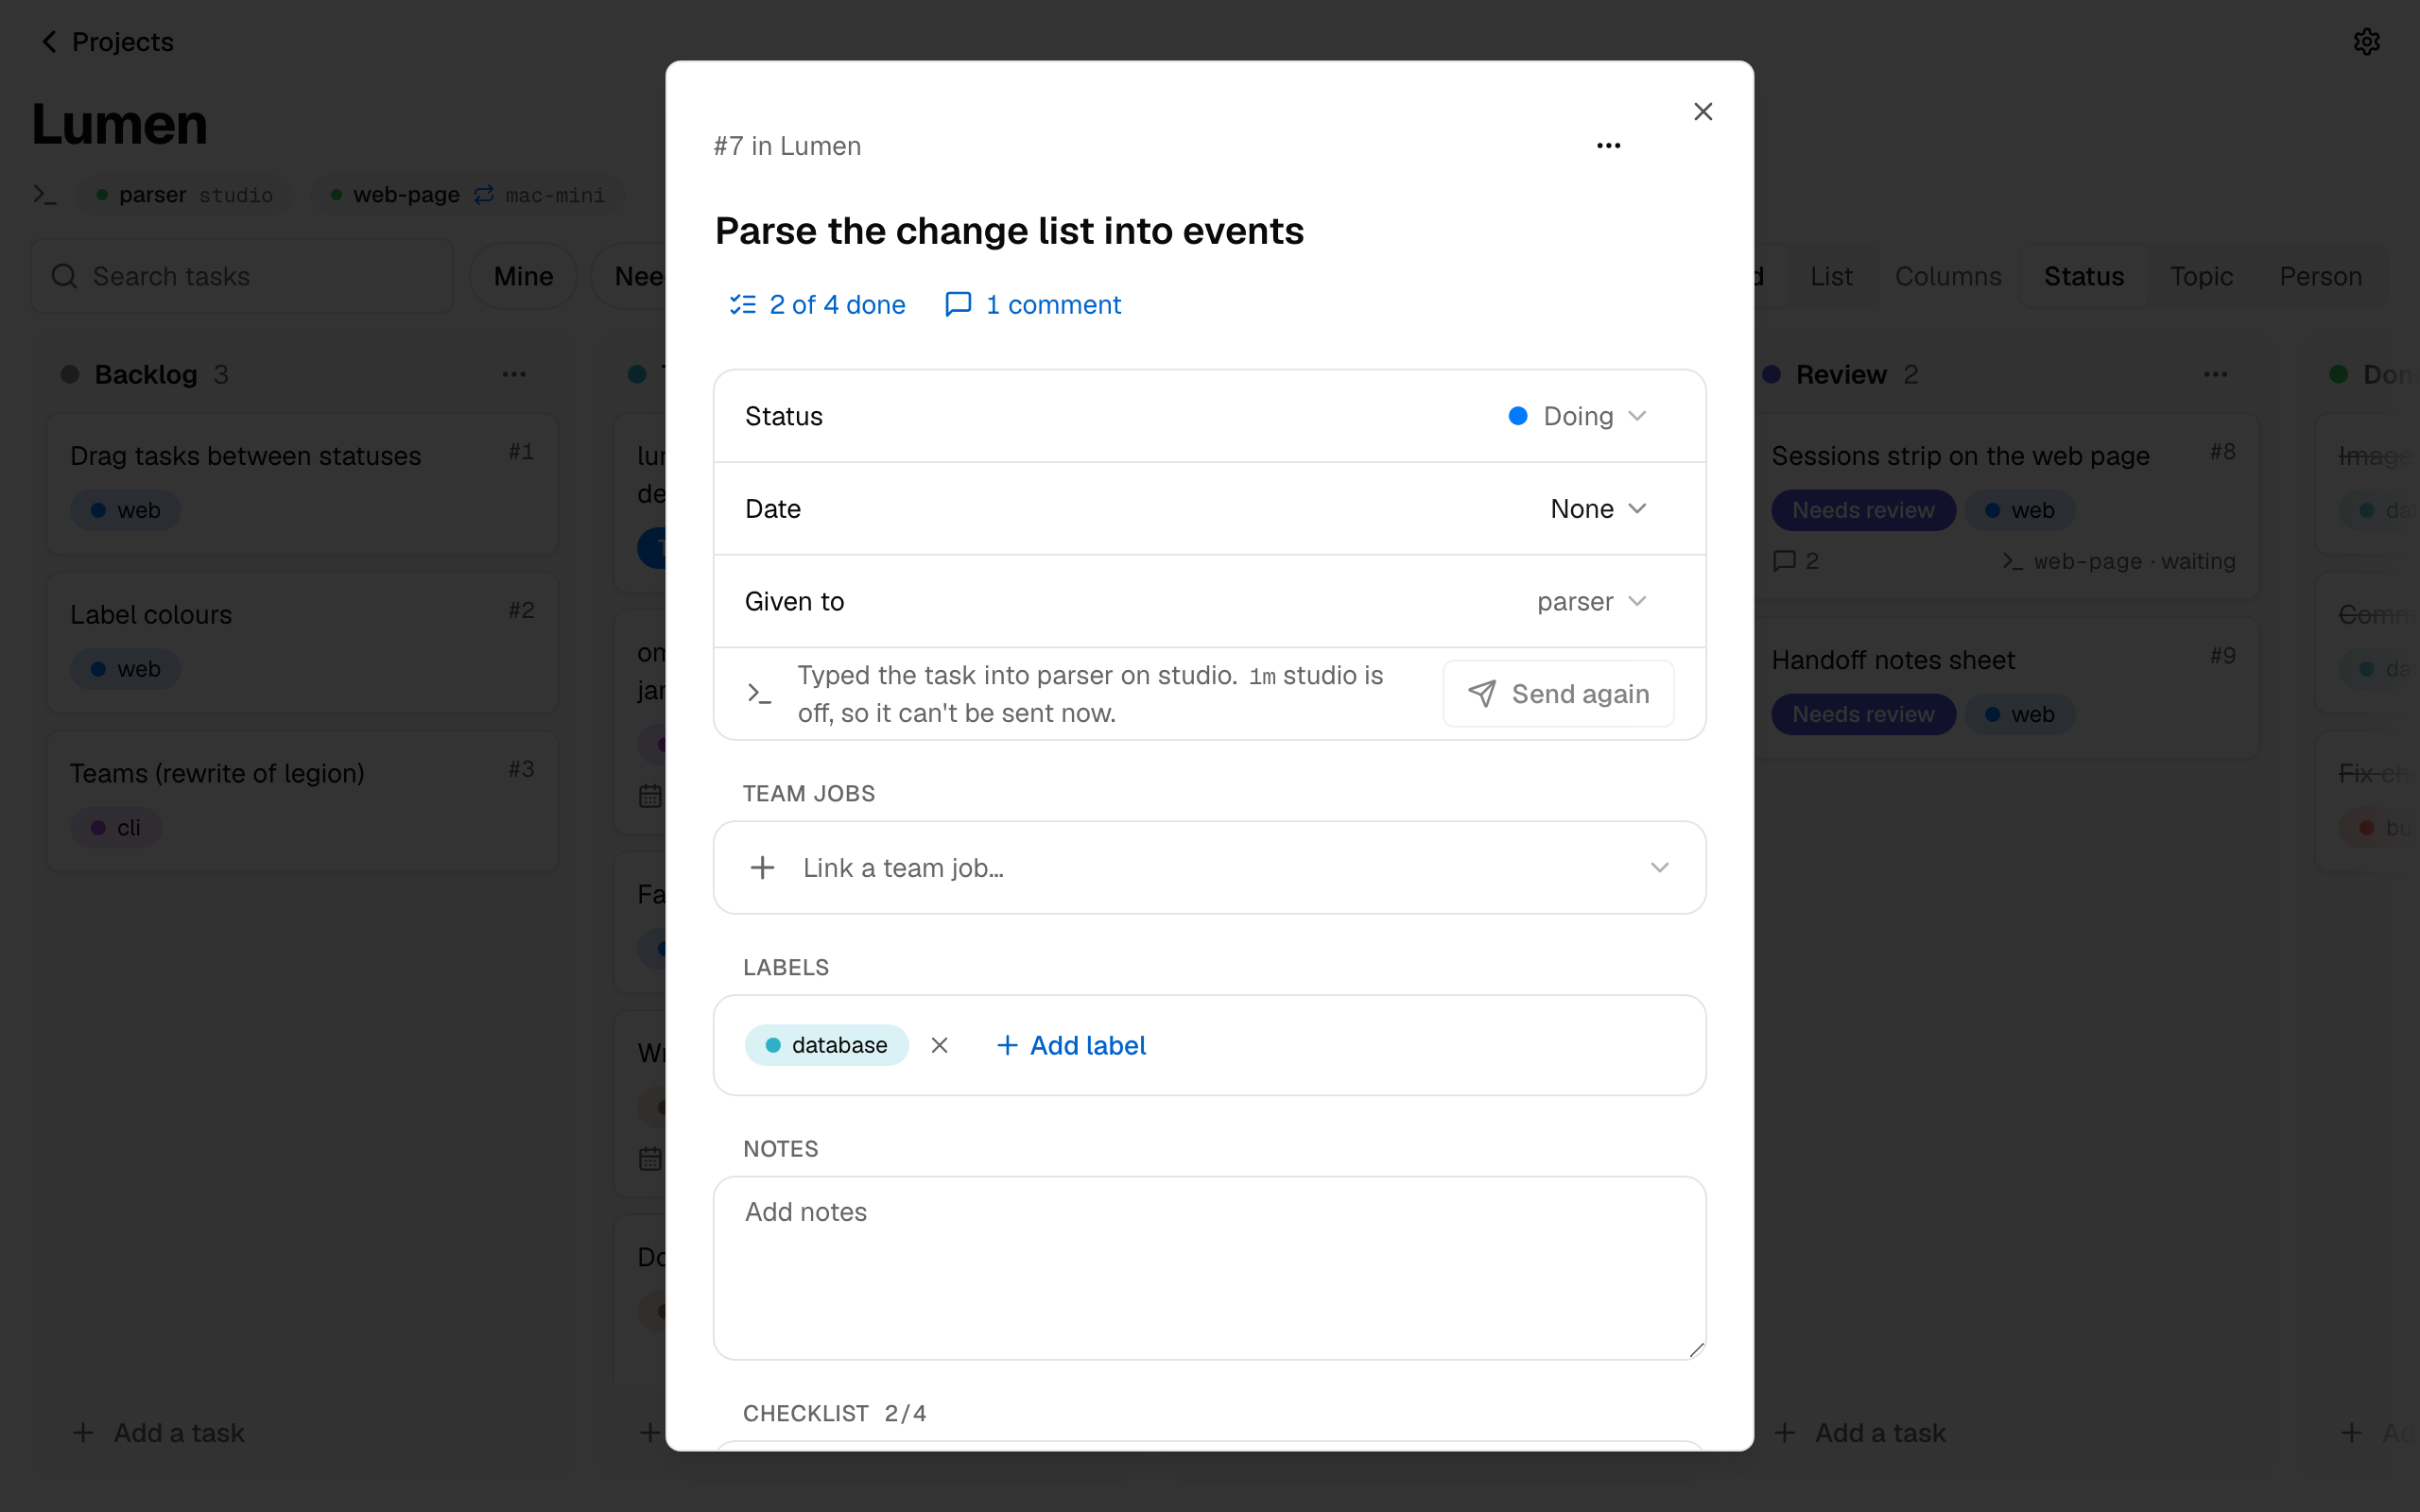 Projects
Lumen
parser studio
web-page mac-mini
Search tasks
Mine
List
Columns
Status
Topic
Person
Backlog 3
Drag tasks between statuses #1
web
Label colours #2
web
Teams (rewrite of legion) #3
cli
Add a task
#7 in Lumen
Parse the change list into events
2 of 4 done
1 comment
Status
Doing
Date
None
Given to
parser
Typed the task into parser on studio. 1m studio is
off, so it can't be sent now.
Send again
TEAM JOBS
Link a team job...
LABELS
database
Add label
NOTES
Add notes
CHECKLIST 2/4
Review 2
Sessions strip on the web page #8
Needs review
web
2
web-page · waiting
Handoff notes sheet #9
Needs review
web
Add a task